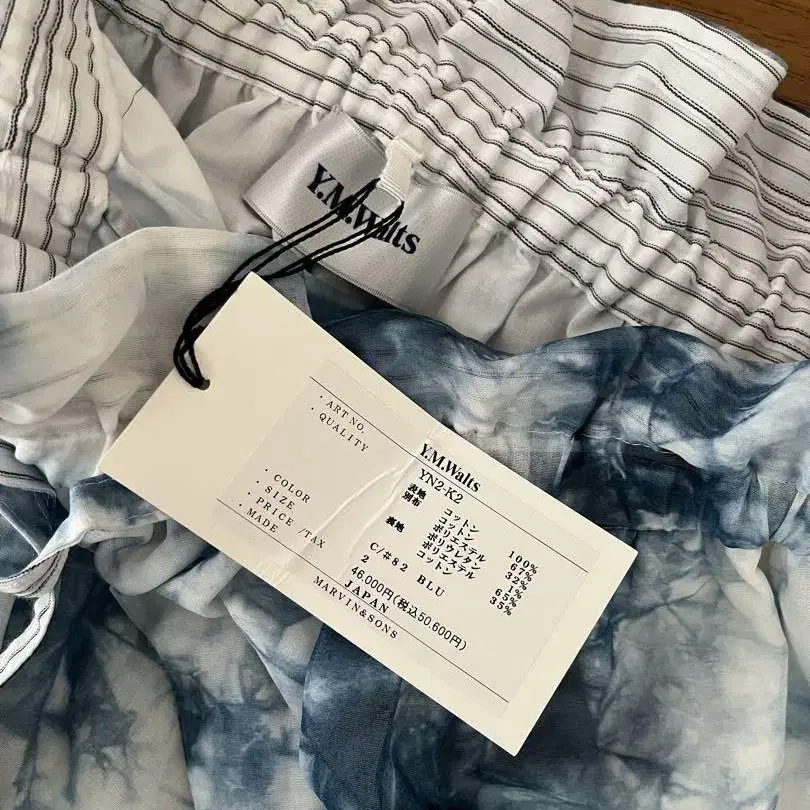 Y.M.Walts
Y.M.Walts
・ART NO. YN2-K2
・QUALITY 表地 コットン 100%
別布 コットン 67%
ポリエステル 32%
ポリウレタン 1%
裏地 ポリエステル 65%
コットン 35%
・COLOR C/#82 BLU
・SIZE 2
・PRICE /TAX 46,000円(税込50,600円)
・MADE JAPAN
MARVIN&SONS